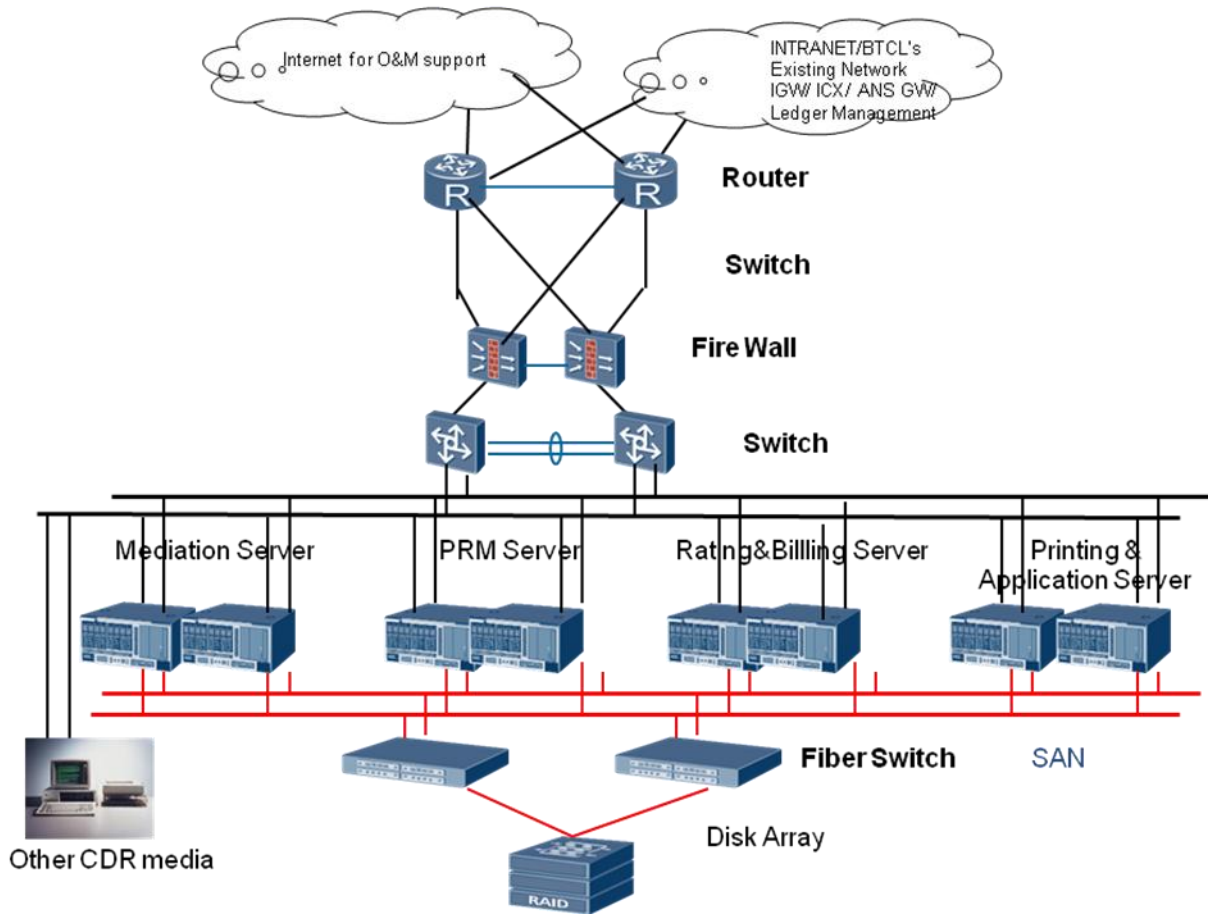 Internet for O&M support
INTRANET/BTCL's
Existing Network
IGW/ ICX/ ANS GW/
Ledger Management
R
R
Router
Switch
Fire Wall
Switch
Mediation Server
PRM Server
Rating&Billling Server
Printing &
Application Server
Fiber Switch
SAN
Other CDR media
Disk Array
RAID